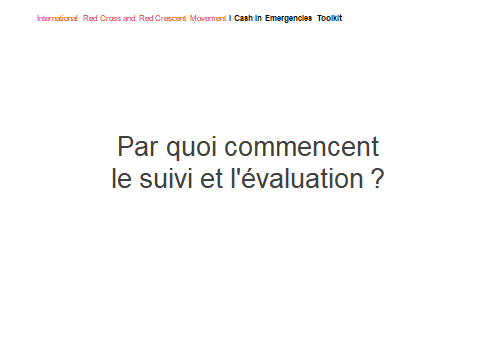 International Red Cross and Red Crescent Movement I Cash in Emergencies Toolkit
Par quoi commencent
le suivi et l'évaluation ?